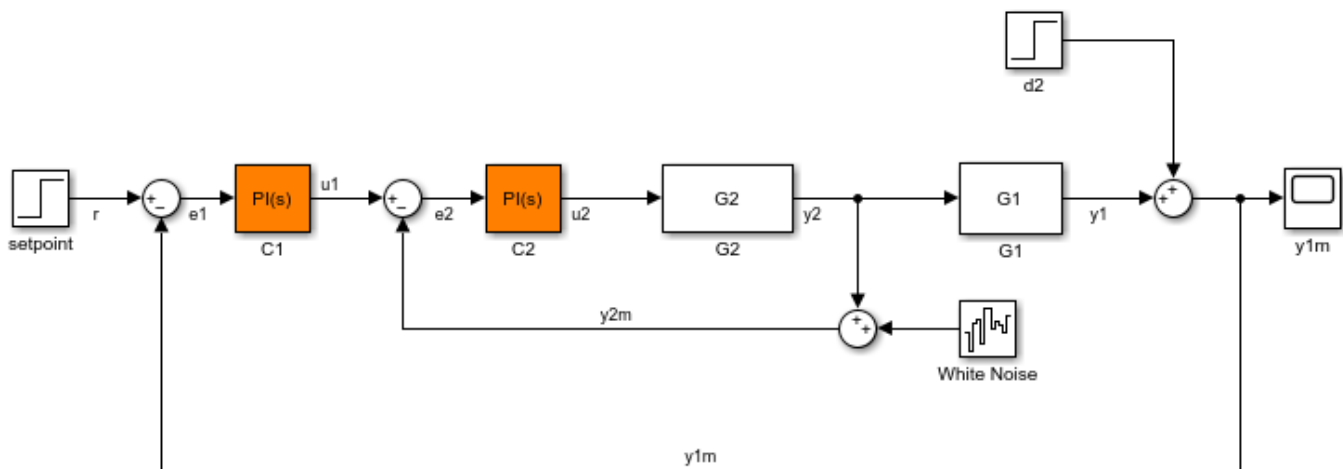 d2
PI(s)
u1
PI(s)
G2
G1
r
e1
e2
u2
y2
y1
setpoint
C1
C2
G2
G1
y1m
y2m
White Noise
y1m